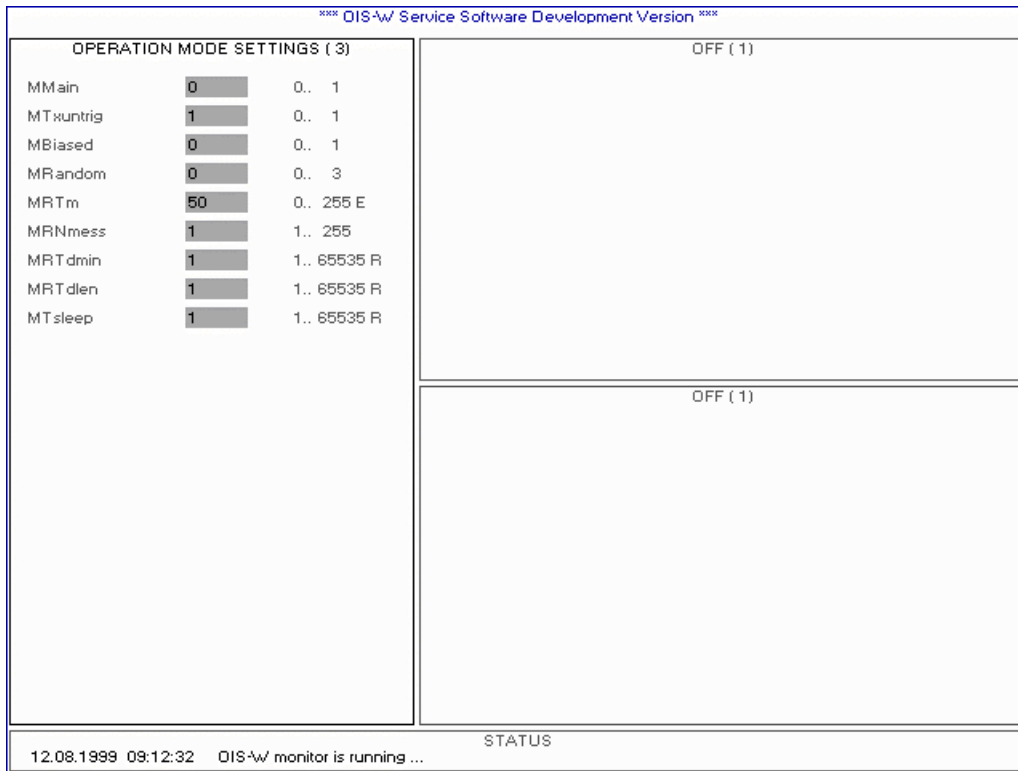 *** OIS-W Service Software Development Version ***
OPERATION MODE SETTINGS ( 3)
MMain 0 0.. 1
MTxuntrig 1 0.. 1
MBiased 0 0.. 1
MRandom 0 0.. 3
MRTm 50 0.. 255 E
MRNmess 1 1.. 255
MRTdmin 1 1.. 65535 R
MRTdlen 1 1.. 65535 R
MTsleep 1 1.. 65535 R
OFF ( 1)
OFF ( 1)
STATUS
12.08.1999 09:12:32 OIS-W monitor is running ...